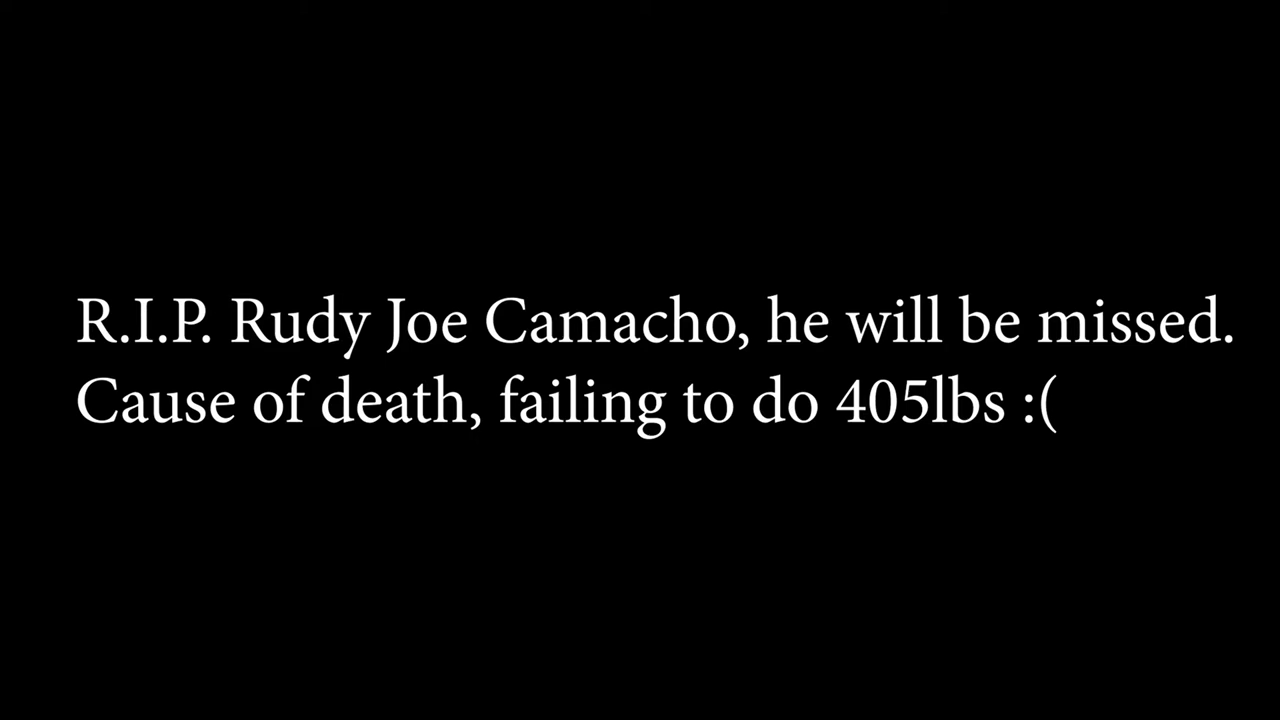 R.I.P. Rudy Joe Camacho, he will be missed.
Cause of death, failing to do 405lbs :(